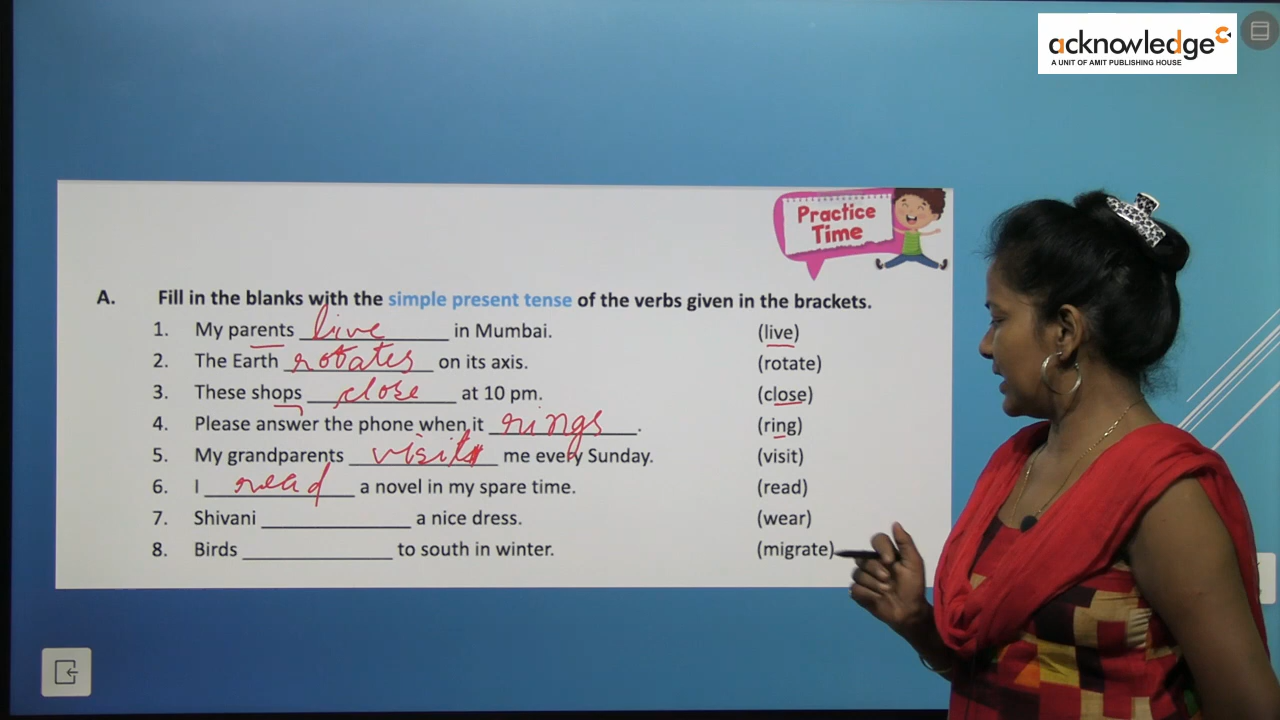 acknowledge
A UNIT OF AMIT PUBLISHING HOUSE
Practice
Time
A. Fill in the blanks with the simple present tense of the verbs given in the brackets.
1. My parents live in Mumbai. (live)
2. The Earth rotates on its axis. (rotate)
3. These shops close at 10 pm. (close)
4. Please answer the phone when it rings. (ring)
5. My grandparents visit me every Sunday. (visit)
6. I read a novel in my spare time. (read)
7. Shivani ______________ a nice dress. (wear)
8. Birds ______________ to south in winter. (migrate)